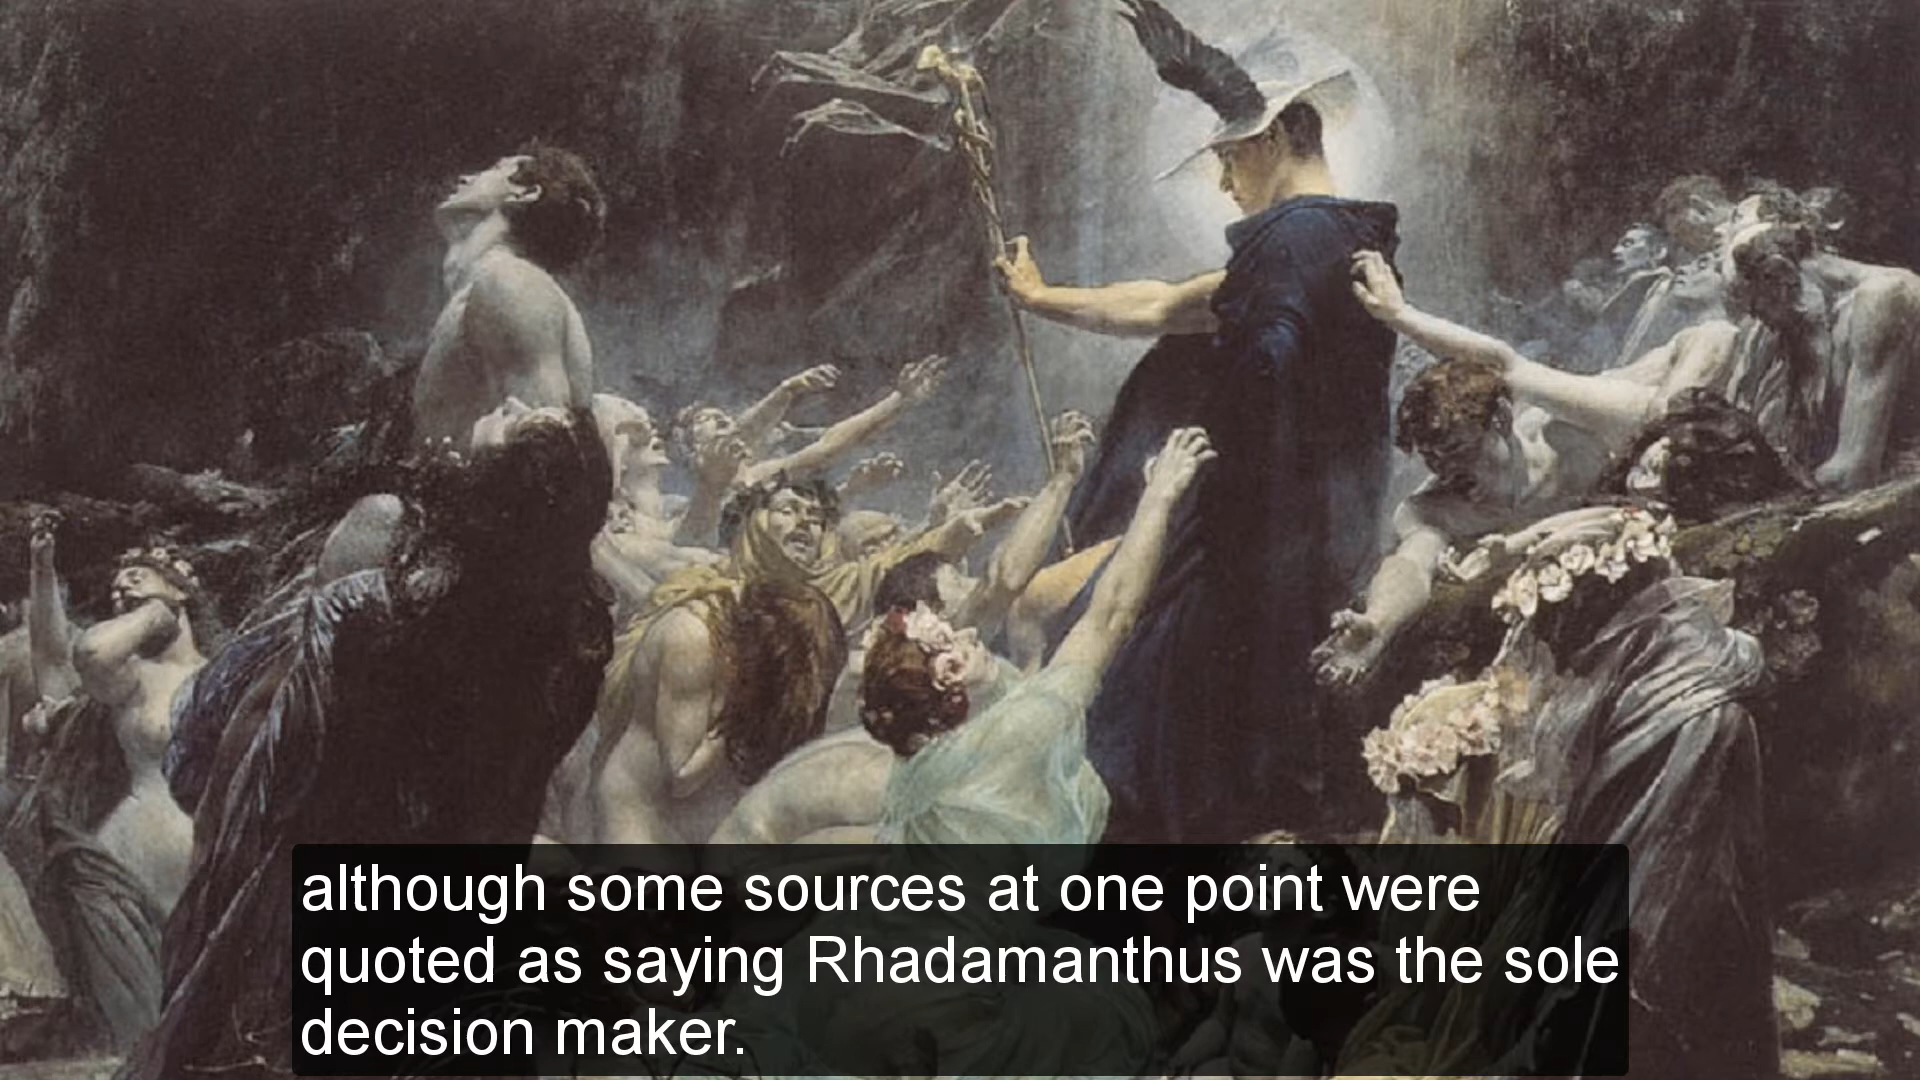 although some sources at one point were
quoted as saying Rhadamanthus was the sole
decision maker.